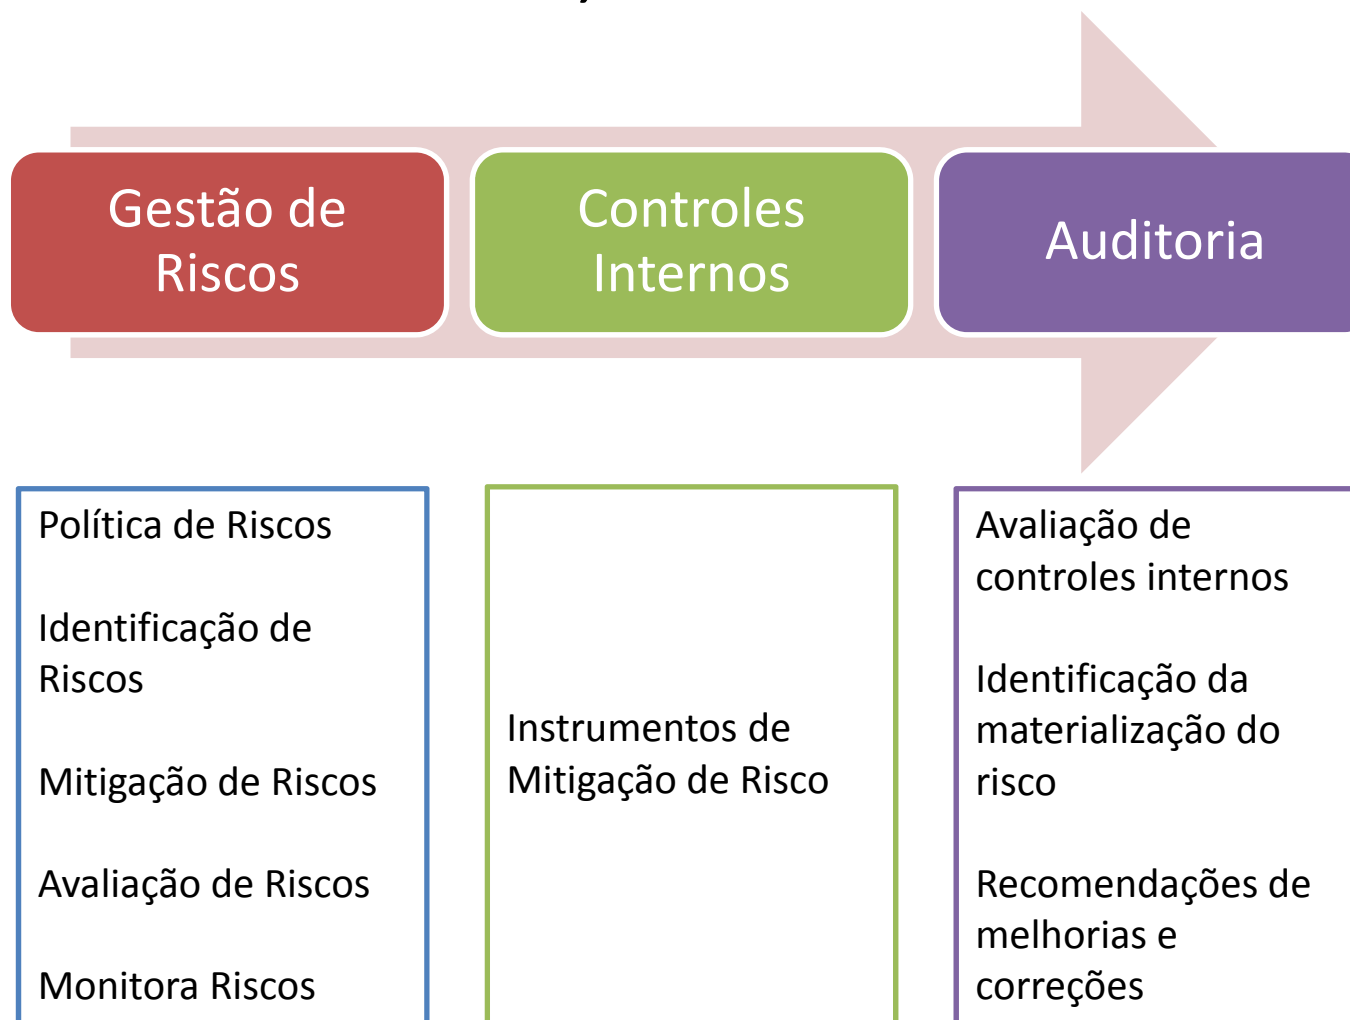 Gestão de
Riscos
Controles
Internos
Auditoria
Política de Riscos
Identificação de
Riscos
Mitigação de Riscos
Avaliação de Riscos
Monitora Riscos
Instrumentos de
Mitigação de Risco
Avaliação de
controles internos
Identificação da
materialização do
risco
Recomendações de
melhorias e
correções